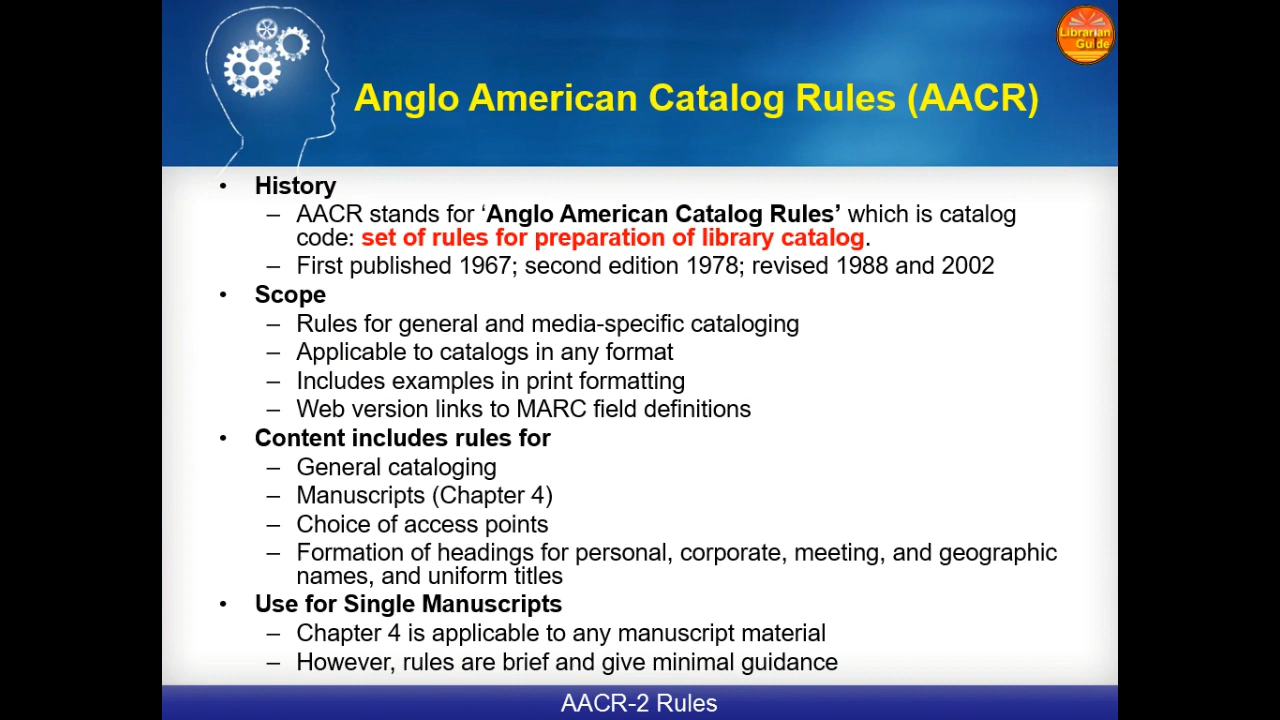 Librarian
Guide
Anglo American Catalog Rules (AACR)
• History
– AACR stands for ‘Anglo American Catalog Rules’ which is catalog
code: set of rules for preparation of library catalog.
– First published 1967; second edition 1978; revised 1988 and 2002
• Scope
– Rules for general and media-specific cataloging
– Applicable to catalogs in any format
– Includes examples in print formatting
– Web version links to MARC field definitions
• Content includes rules for
– General cataloging
– Manuscripts (Chapter 4)
– Choice of access points
– Formation of headings for personal, corporate, meeting, and geographic
names, and uniform titles
• Use for Single Manuscripts
– Chapter 4 is applicable to any manuscript material
– However, rules are brief and give minimal guidance
AACR-2 Rules